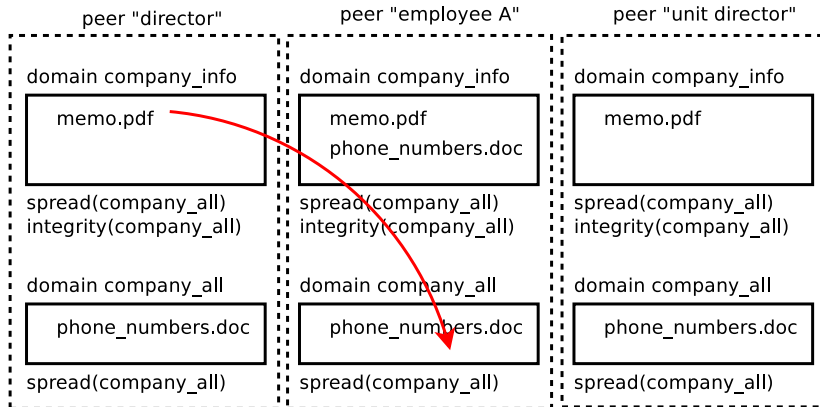 peer "director"
domain company_info
memo.pdf
spread(company_all)
integrity(company_all)
domain company_all
phone_numbers.doc
spread(company_all)
peer "employee A"
domain company_info
memo.pdf
phone_numbers.doc
spread(company_all)
integrity(company_all)
domain company_all
phone_numbers.doc
spread(company_all)
peer "unit director"
domain company_info
memo.pdf
spread(company_all)
integrity(company_all)
domain company_all
phone_numbers.doc
spread(company_all)